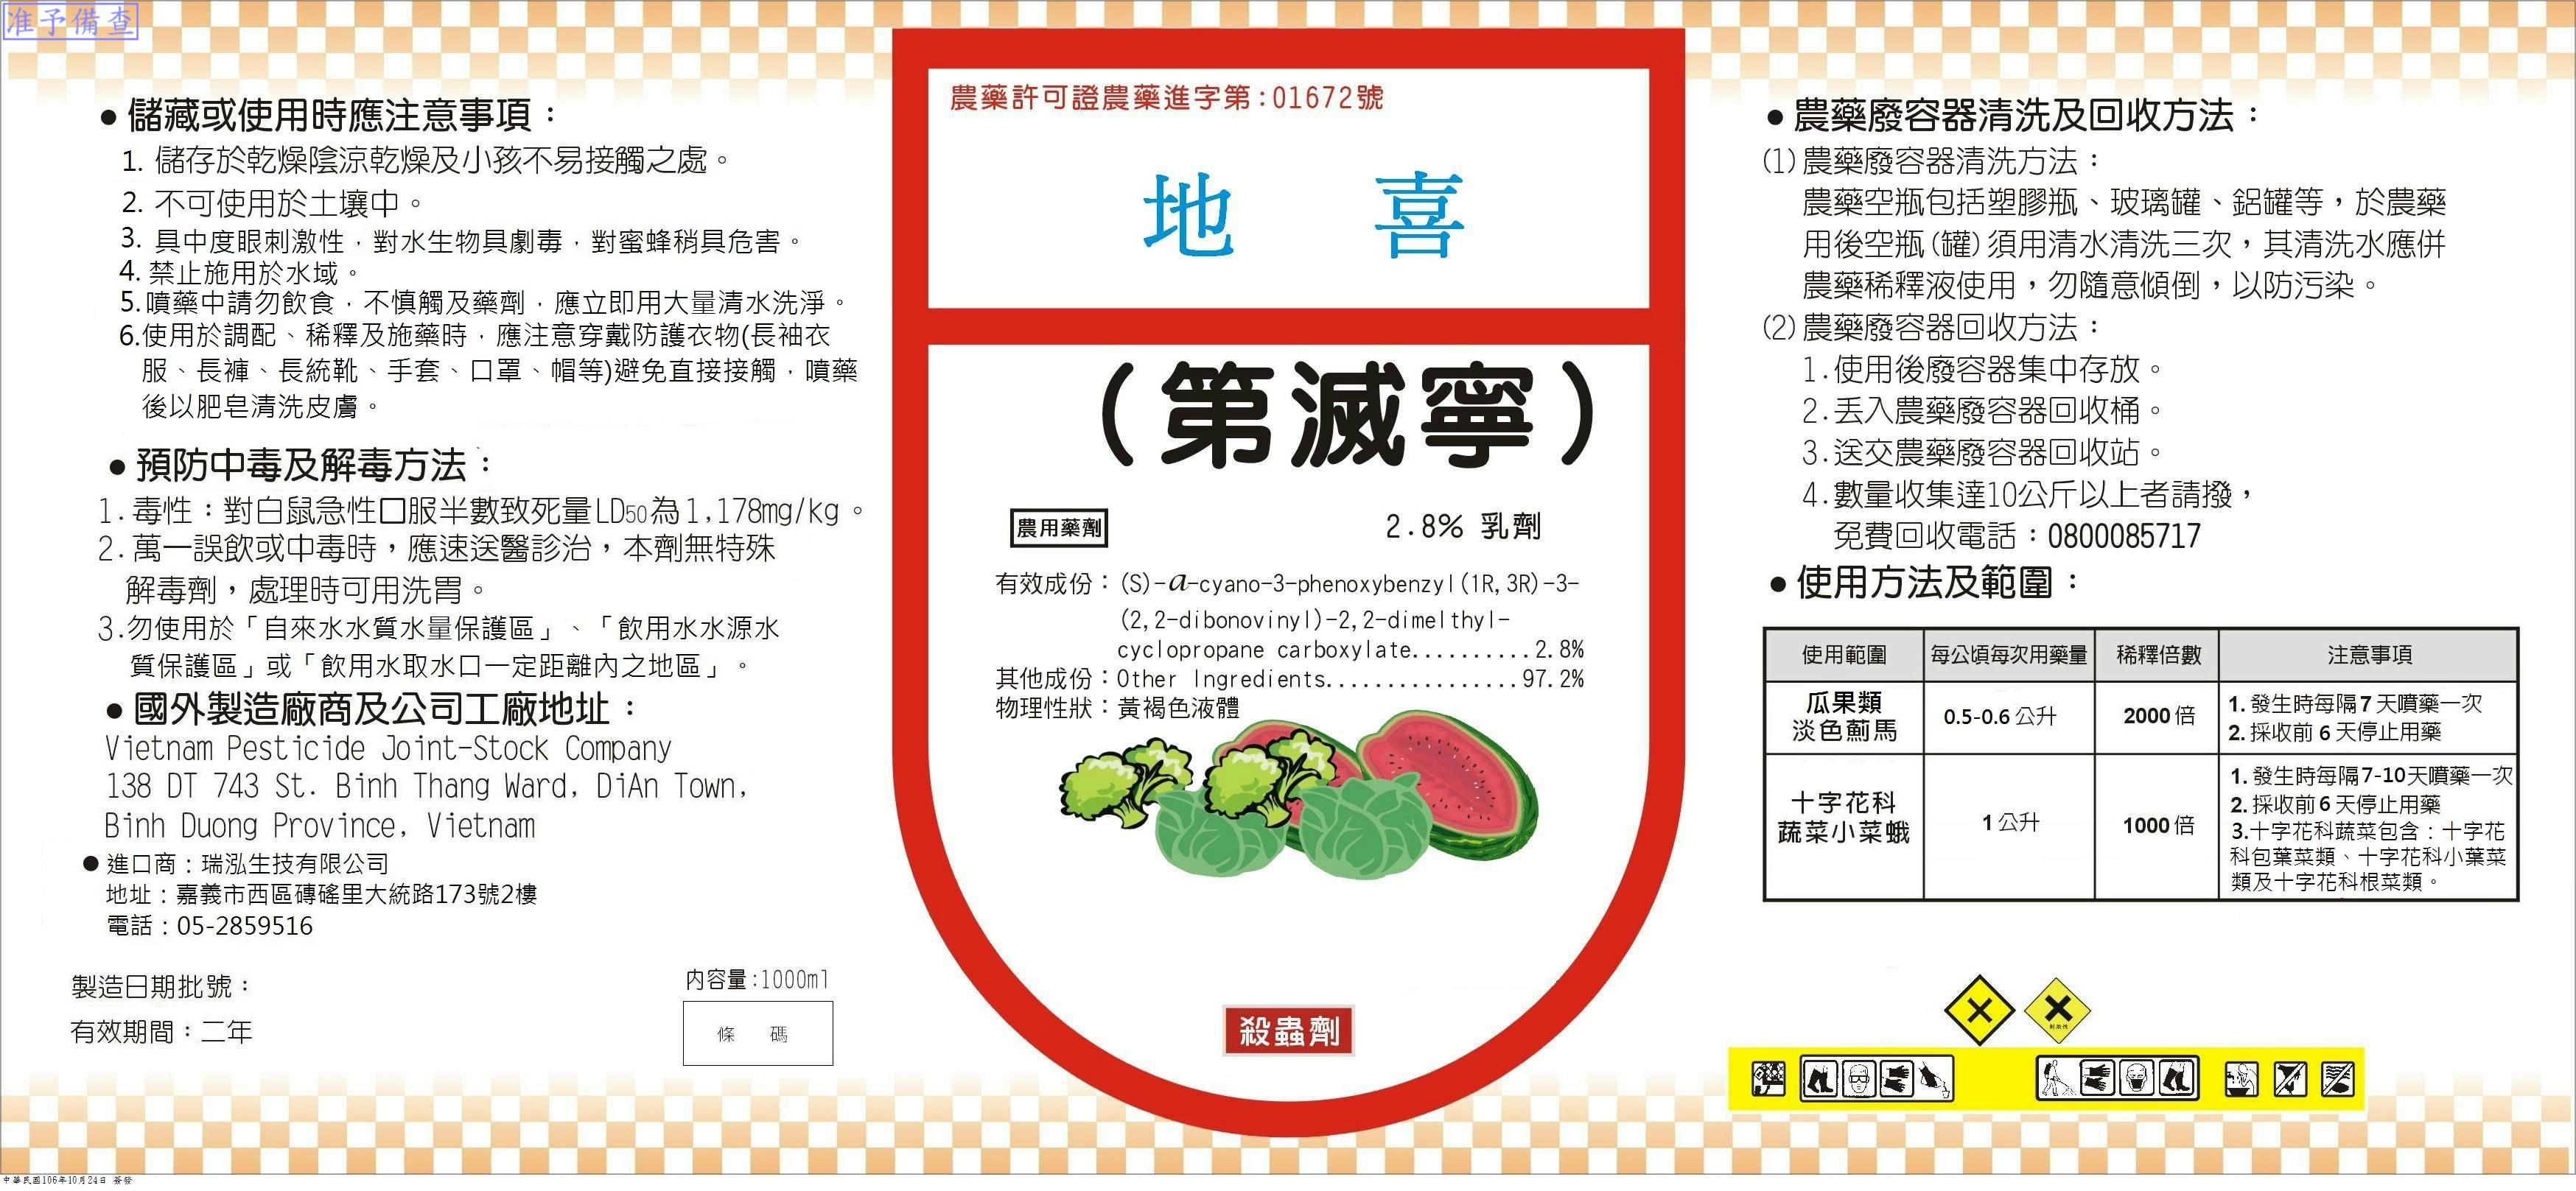 准予備查
●儲藏或使用時應注意事項：
1. 儲存於乾燥陰涼乾燥及小孩不易接觸之處。
2. 不可使用於土壤中。
3. 具中度眼刺激性，對水生物具劇毒，對蜜蜂稍具危害。
4. 禁止施用於水域。
5. 噴藥中請勿飲食，不慎觸及藥劑，應立即用大量清水洗淨。
6.使用於調配、稀釋及施藥時，應注意穿戴防護衣物(長袖衣
服、長褲、長統靴、手套、口罩、帽等)避免直接接觸，噴藥
後以肥皂清洗皮膚。
●預防中毒及解毒方法：
1.毒性：對白鼠急性口服半數致死量LD50為1,178mg/kg。
2.萬一誤飲或中毒時，應速送醫診治，本劑無特殊
解毒劑，處理時可用洗胃。
3.勿使用於「自來水水質水量保護區」、「飲用水水源水
質保護區」或「飲用水取水口一定距離內之地區」。
●國外製造廠商及公司工廠地址：
Vietnam Pesticide Joint-Stock Company
138 DT 743 St. Binh Thang Ward, DiAn Town,
Binh Duong Province, Vietnam
●進口商：瑞泓生技有限公司
地址：嘉義市西區磚磘里大統路173號2樓
電話：05-2859516
製造日期批號：
有效期間：二年
內容量:1000ml
條 碼
農藥許可證農藥進字第:01672號
地 喜
（第滅寧）
農用藥劑
2.8% 乳劑
有效成份：(S)-a-cyano-3-phenoxybenzyl(1R,3R)-3-
(2,2-dibonovinyl)-2,2-dimelthyl-
cyclopropane carboxylate..........2.8%
其他成份：Other Ingredients................97.2%
物理性狀：黃褐色液體
殺蟲劑
●農藥廢容器清洗及回收方法：
(1)農藥廢容器清洗方法：
農藥空瓶包括塑膠瓶、玻璃罐、鋁罐等，於農藥
用後空瓶(罐)須用清水清洗三次，其清洗水應併
農藥稀釋液使用，勿隨意傾倒，以防污染。
(2)農藥廢容器回收方法：
1.使用後廢容器集中存放。
2.丟入農藥廢容器回收桶。
3.送交農藥廢容器回收站。
4.數量收集達10公斤以上者請撥，
免費回收電話：0800085717
●使用方法及範圍：
使用範圍 每公頃每次用藥量 稀釋倍數 注意事項
瓜果類
淡色薊馬
0.5-0.6 公升
2000 倍
1. 發生時每隔7 天噴藥一次
2. 採收前 6 天停止用藥
十字花科
蔬菜小菜蛾
1 公升
1000 倍
1. 發生時每隔7-10天噴藥一次
2. 採收前 6 天停止用藥
3.十字花科蔬菜包含：十字花
科包葉菜類、十字花科小葉菜
類及十字花科根菜類。
刺激性
中華民國106年10月24日 簽發